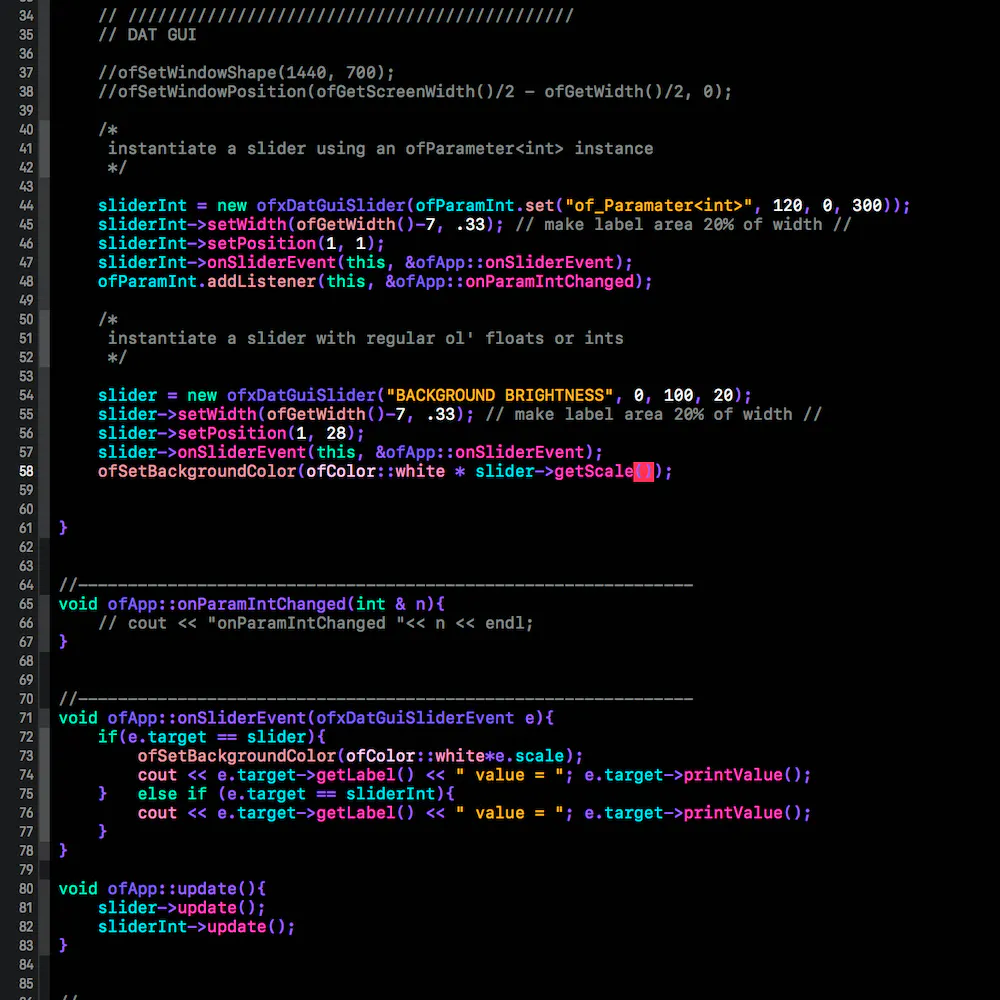 34 // /////////////////////////////////////////////
35 // DAT GUI
36
37 //ofSetWindowShape(1440, 700);
38 //ofSetWindowPosition(ofGetScreenWidth()/2 - ofGetWidth()/2, 0);
39
40 /*
41 instantiate a slider using an ofParameter<int> instance
42 */
43
44 sliderInt = new ofxDatGuiSlider(ofParamInt.set("of_Paramater<int>", 120, 0, 300));
45 sliderInt->setWidth(ofGetWidth()-7, .33); // make label area 20% of width //
46 sliderInt->setPosition(1, 1);
47 sliderInt->onSliderEvent(this, &ofApp::onSliderEvent);
48 ofParamInt.addListener(this, &ofApp::onParamIntChanged);
49
50 /*
51 instantiate a slider with regular ol' floats or ints
52 */
53
54 slider = new ofxDatGuiSlider("BACKGROUND BRIGHTNESS", 0, 100, 20);
55 slider->setWidth(ofGetWidth()-7, .33); // make label area 20% of width //
56 slider->setPosition(1, 28);
57 slider->onSliderEvent(this, &ofApp::onSliderEvent);
58 ofSetBackgroundColor(ofColor::white * slider->getScale());
59
60
61 }
62
63
64 //--------------------------------------------------------------
65 void ofApp::onParamIntChanged(int & n){
66 // cout << "onParamIntChanged "<< n << endl;
67 }
68
69
70 //--------------------------------------------------------------
71 void ofApp::onSliderEvent(ofxDatGuiSliderEvent e){
72 if(e.target == slider){
73 ofSetBackgroundColor(ofColor::white*e.scale);
74 cout << e.target->getLabel() << " value = "; e.target->printValue();
75 } else if (e.target == sliderInt){
76 cout << e.target->getLabel() << " value = "; e.target->printValue();
77 }
78 }
79
80 void ofApp::update(){
81 slider->update();
82 sliderInt->update();
83 }
84
85